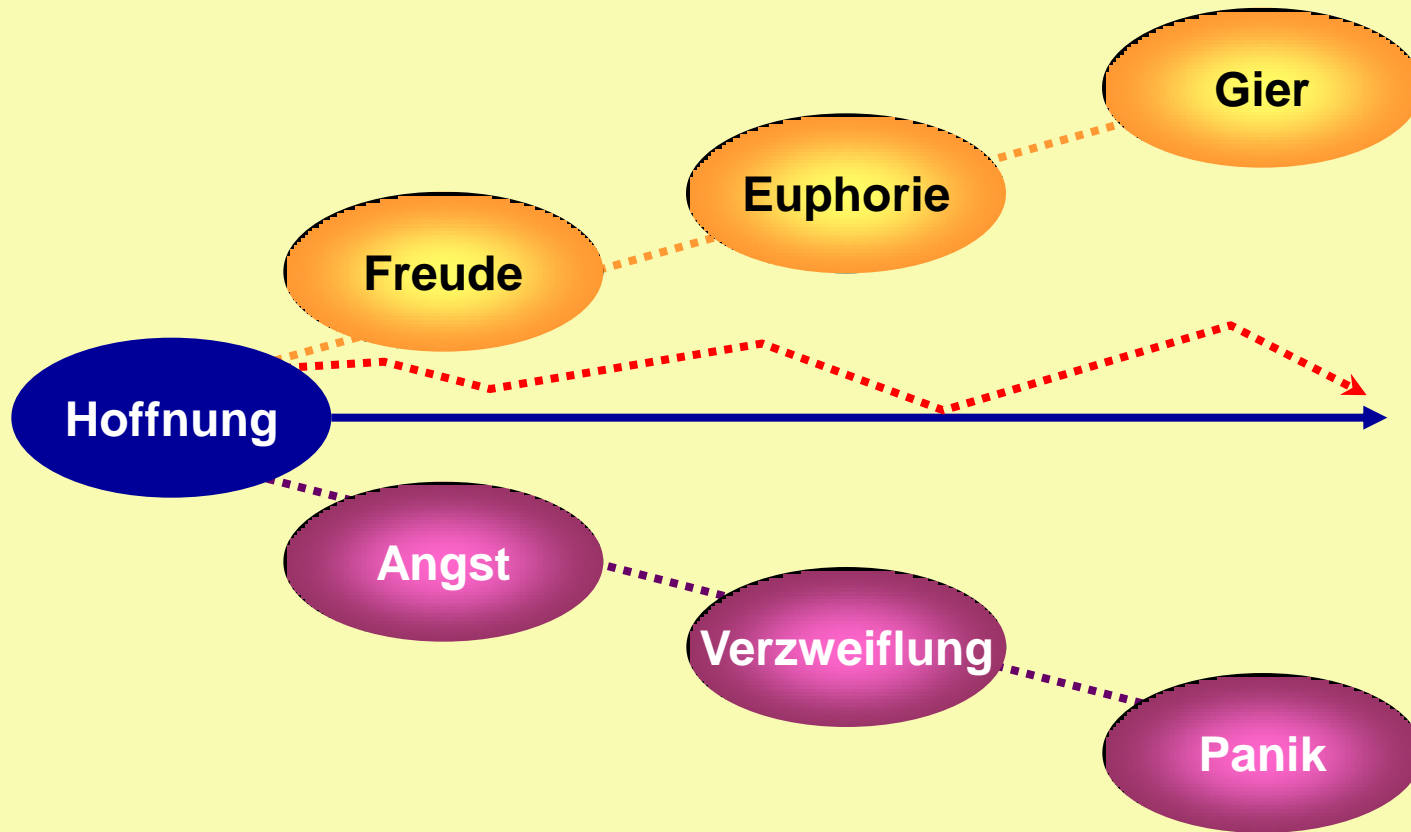 Gier
Euphorie
Freude
Hoffnung
Angst
Verzweiflung
Panik